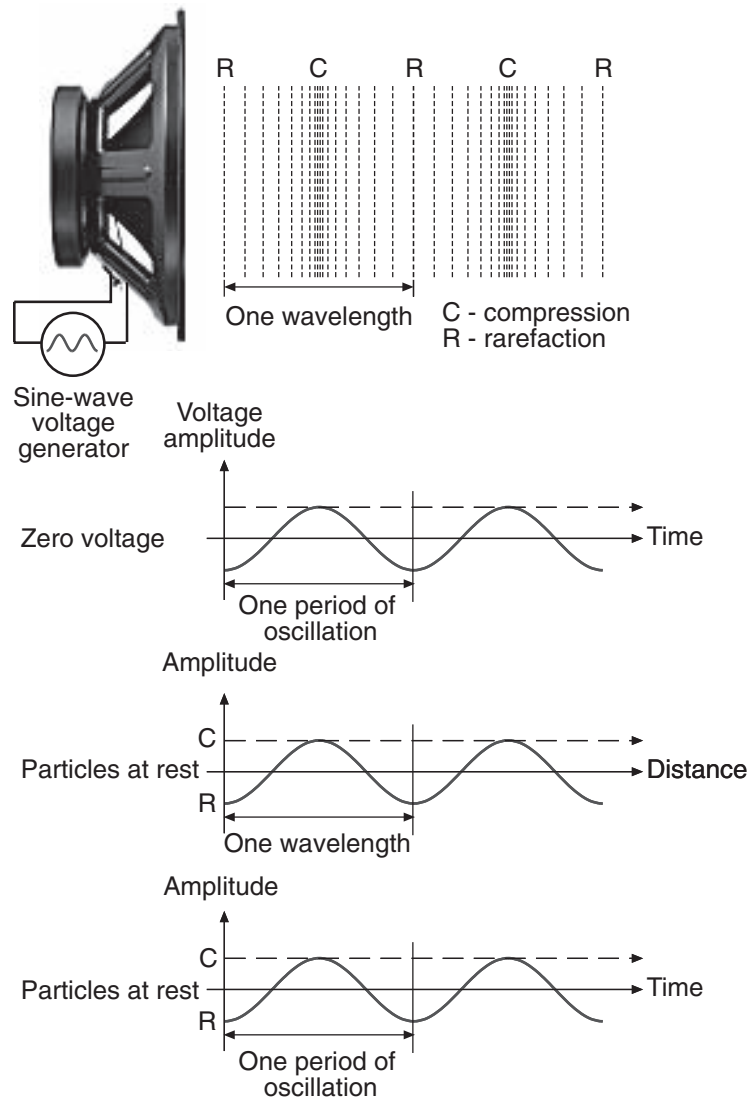 R C R C R
One wavelength
C - compression
R - rarefaction
Sine-wave
voltage
generator
Voltage
amplitude
Zero voltage
Time
One period of
oscillation
Amplitude
C
Particles at rest
Distance
R
One wavelength
Amplitude
C
Particles at rest
Time
R
One period of
oscillation